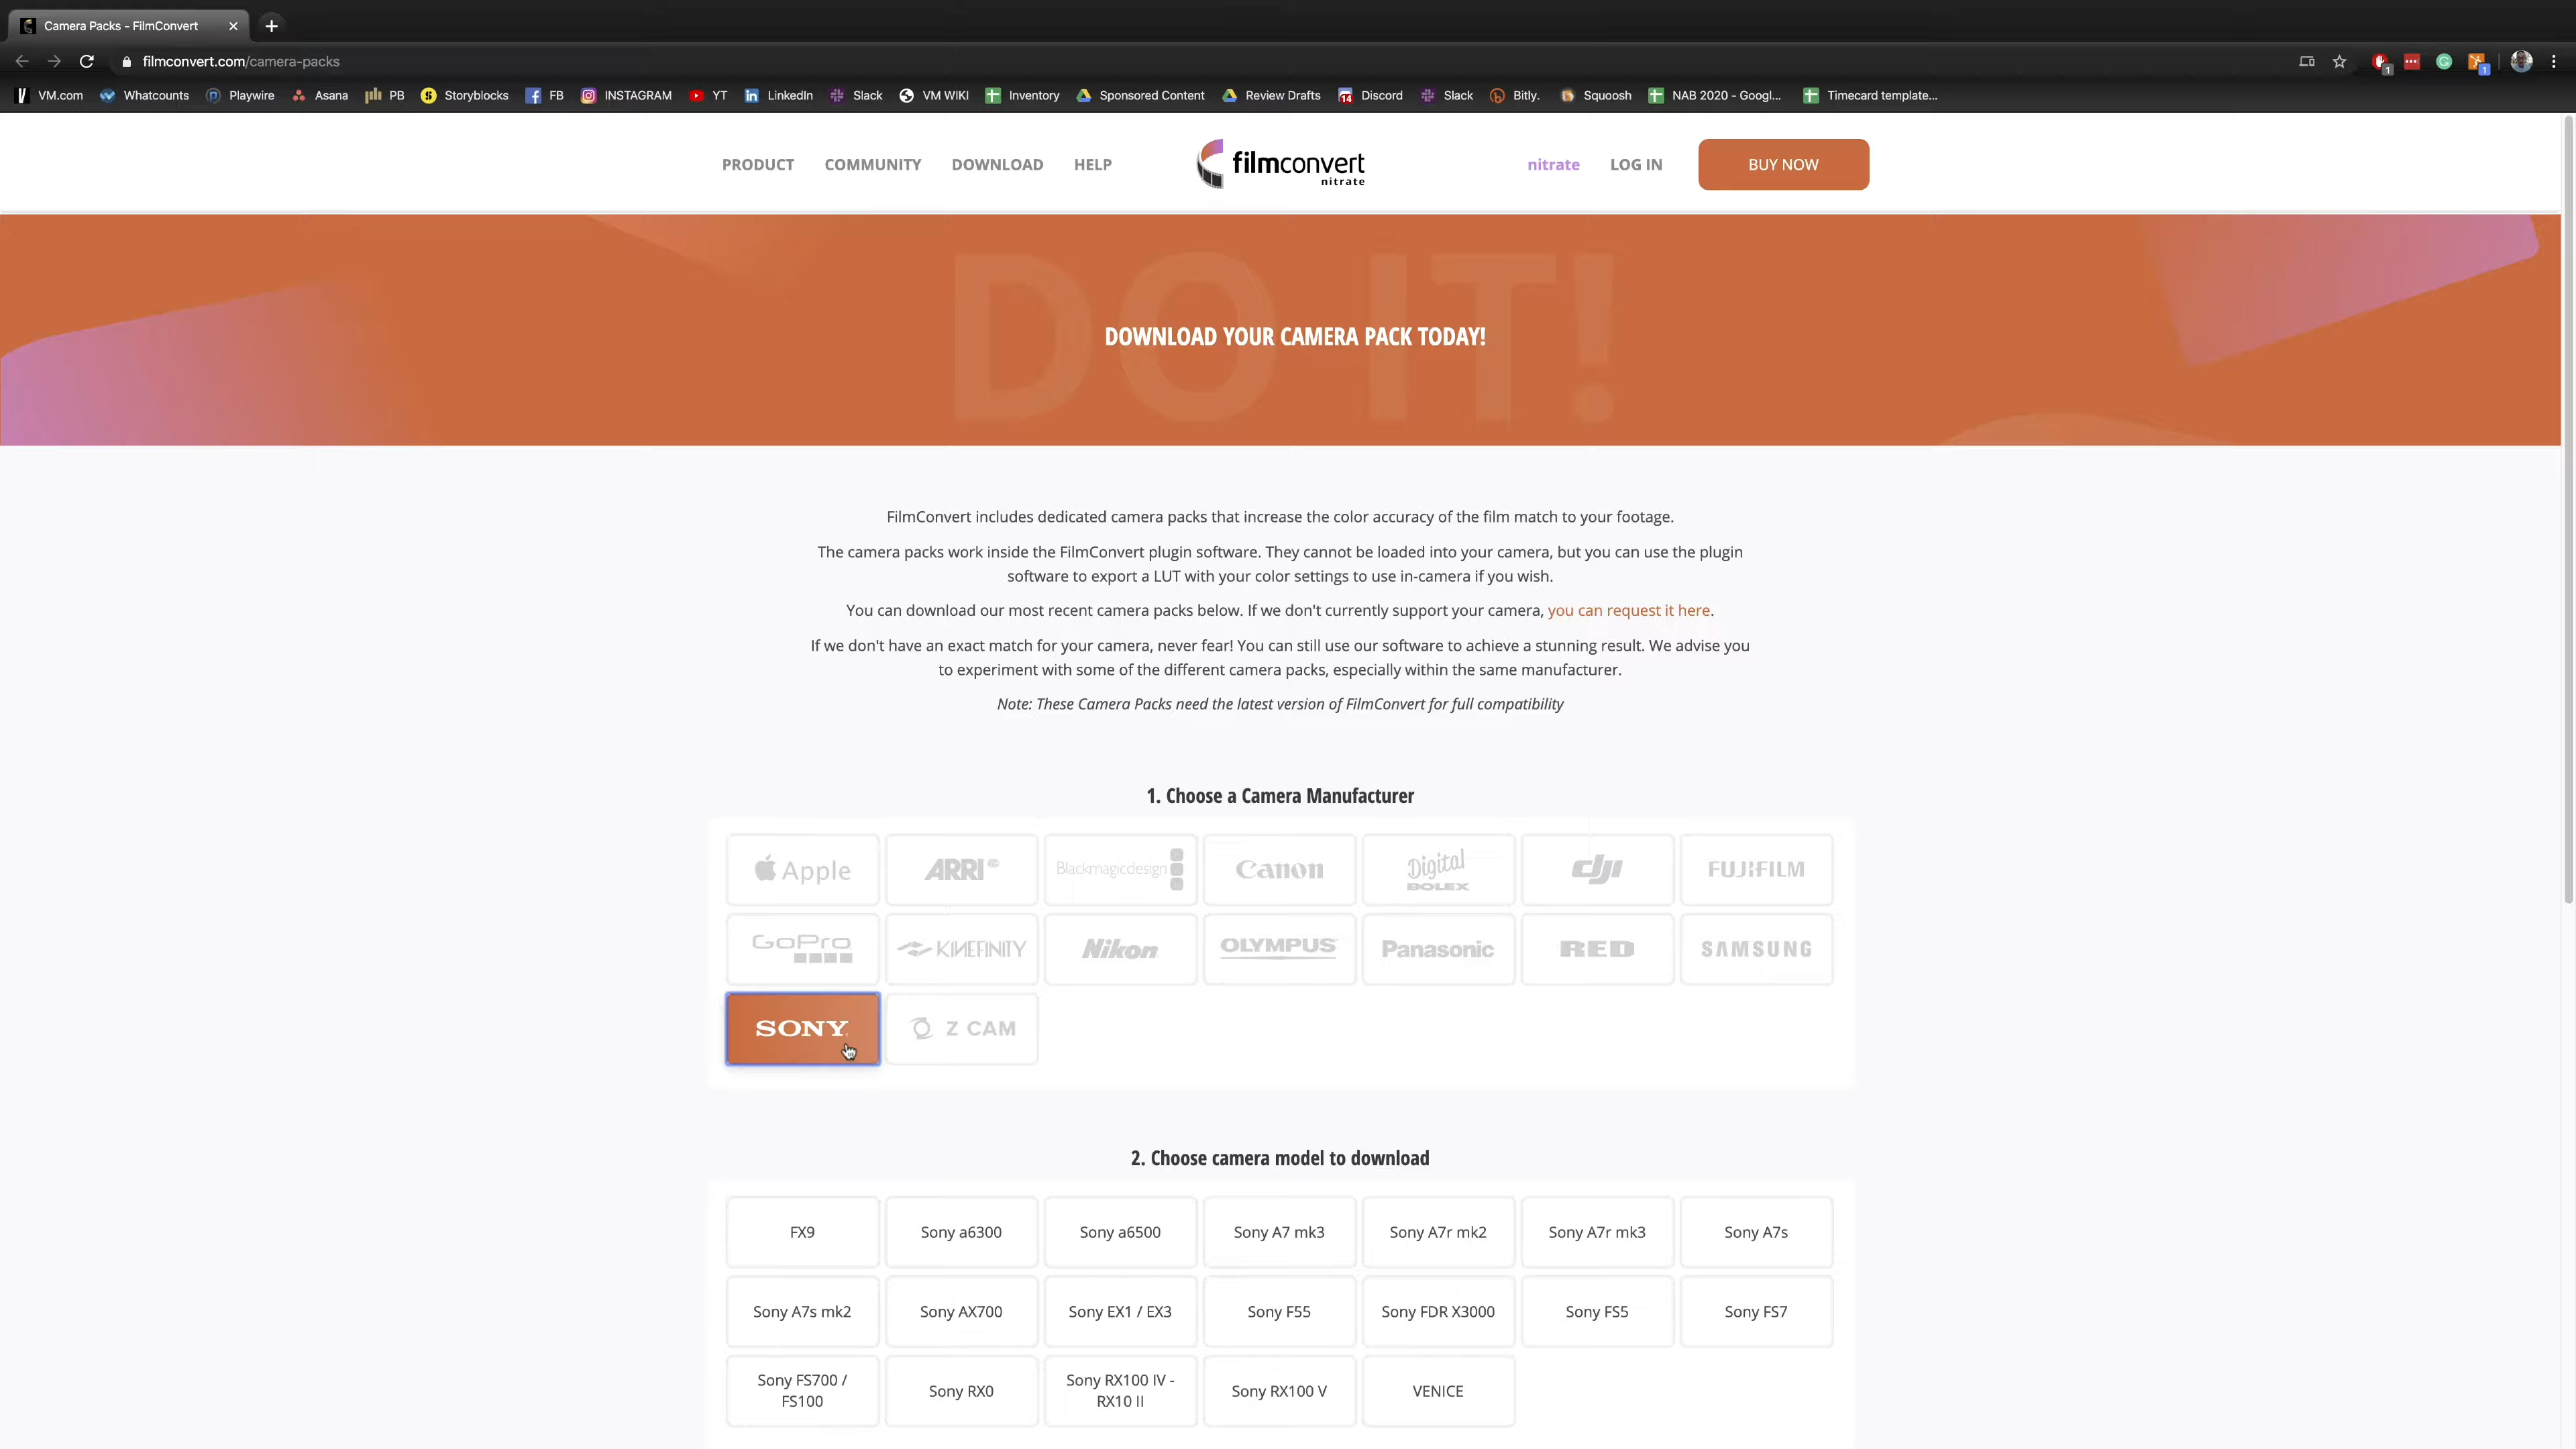 Camera Packs - FilmConvert
filmconvert.com/camera-packs
VM.com Whatcounts Playwire Asana PB Storyblocks FB INSTAGRAM YT LinkedIn Slack VM WIKI Inventory Sponsored Content Review Drafts Discord Slack Bitly. Squoosh NAB 2020 - Googl... Timecard template...
PRODUCT COMMUNITY DOWNLOAD HELP filmconvert nitrate nitrate LOG IN BUY NOW
DO IT!
DOWNLOAD YOUR CAMERA PACK TODAY!
FilmConvert includes dedicated camera packs that increase the color accuracy of the film match to your footage.
The camera packs work inside the FilmConvert plugin software. They cannot be loaded into your camera, but you can use the plugin
software to export a LUT with your color settings to use in-camera if you wish.
You can download our most recent camera packs below. If we don't currently support your camera, you can request it here.
If we don't have an exact match for your camera, never fear! You can still use our software to achieve a stunning result. We advise you
to experiment with some of the different camera packs, especially within the same manufacturer.
Note: These Camera Packs need the latest version of FilmConvert for full compatibility
1. Choose a Camera Manufacturer
Apple ARRI Blackmagicdesign Canon Digital BOLEX dji FUJIFILM
GoPro KINEFINITY Nikon OLYMPUS Panasonic RED SAMSUNG
SONY Z CAM
2. Choose camera model to download
FX9 Sony a6300 Sony a6500 Sony A7 mk3 Sony A7r mk2 Sony A7r mk3 Sony A7s
Sony A7s mk2 Sony AX700 Sony EX1 / EX3 Sony F55 Sony FDR X3000 Sony FS5 Sony FS7
Sony FS700 / FS100 Sony RX0 Sony RX100 IV - RX10 II Sony RX100 V VENICE